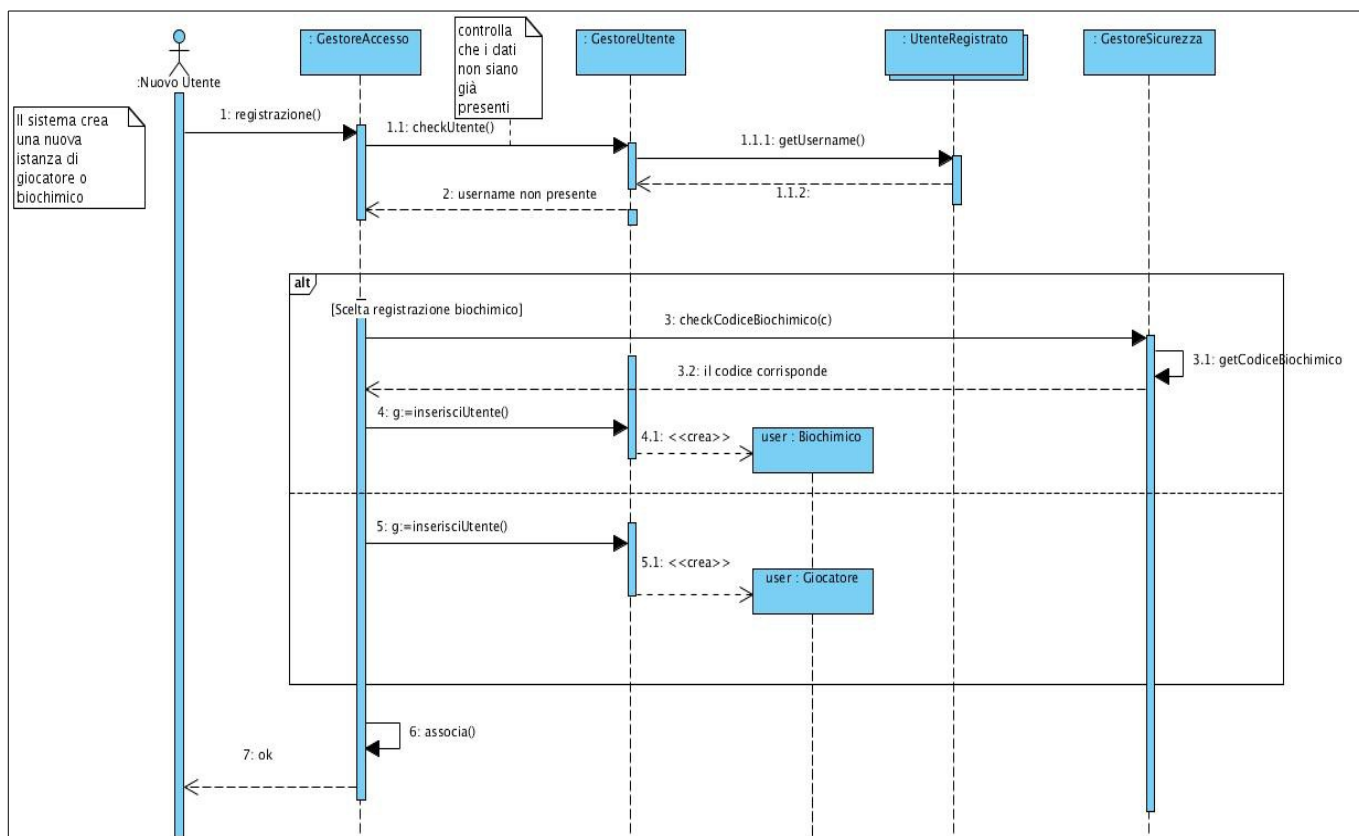 : GestoreAccesso
controlla
che i dati
non siano
già
presenti
: GestoreUtente
: UtenteRegistrato
: GestoreSicurezza
:Nuovo Utente
Il sistema crea
una nuova
istanza di
giocatore o
biochimico
1: registrazione()
1.1: checkUtente()
1.1.1: getUsername()
1.1.2:
2: username non presente
alt
[Scelta registrazione biochimico]
3: checkCodiceBiochimico(c)
3.1: getCodiceBiochimico
3.2: il codice corrisponde
4: g:=inserisciUtente()
4.1: <<crea>>
user : Biochimico
5: g:=inserisciUtente()
5.1: <<crea>>
user : Giocatore
6: associa()
7: ok